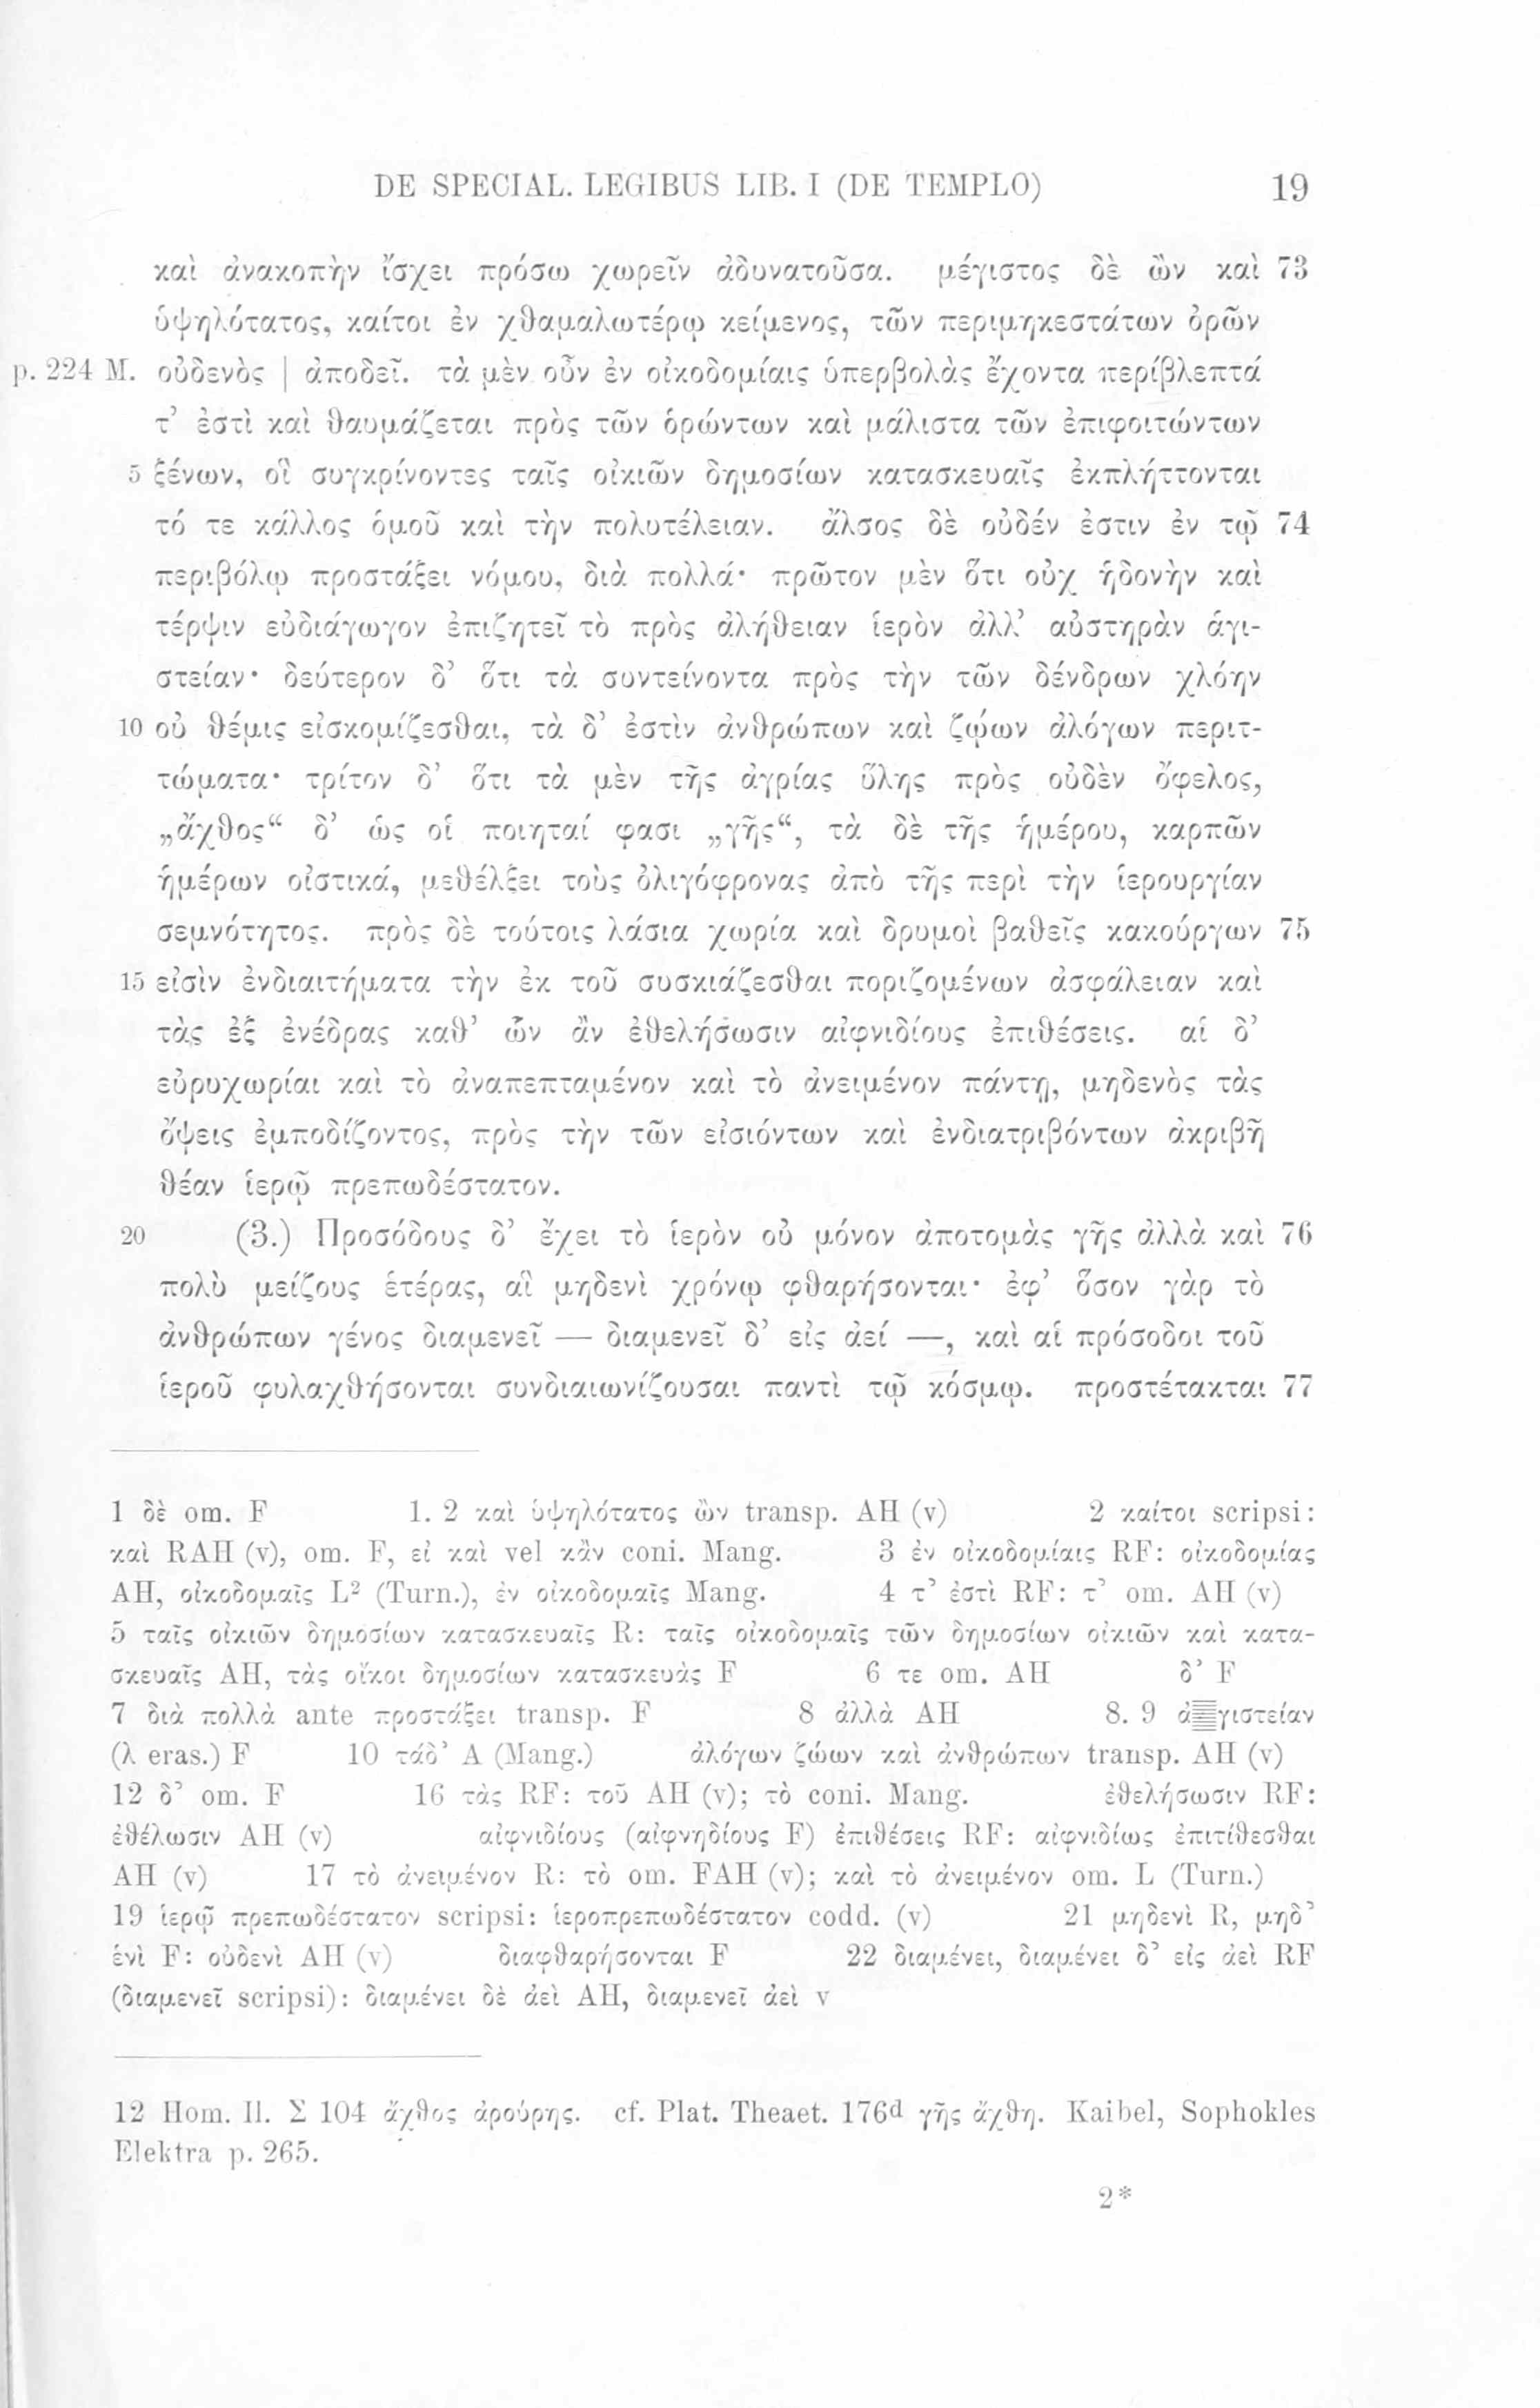 DE SPECIAL. LEGIBUS LIB. I (DE TEMPLO) 19
καὶ ἀνακοπὴν ἴσχει πρόσω χωρεῖν ἀδυνατοῦσα. μέγιστος δὲ ὢν καὶ 73
ὑψηλότατος, καίτοι ἐν χθαμαλωτέρῳ κείμενος, τῶν περιμηκεστάτων ὀρῶν
p. 224 M. οὐδενὸς | ἀποδεῖ. τὰ μὲν οὖν ἐν οἰκοδομίαις ὑπερβολὰς ἔχοντα περίβλεπτά
τ’ ἐστὶ καὶ θαυμάζεται πρὸς τῶν ὁρώντων καὶ μάλιστα τῶν ἐπιφοιτώντων
5 ξένων, οἳ συγκρίνοντες ταῖς οἰκιῶν δημοσίων κατασκευαῖς ἐκπλήττονται
τό τε κάλλος ὁμοῦ καὶ τὴν πολυτέλειαν. ἄλσος δὲ οὐδέν ἐστιν ἐν τῷ 74
περιβόλῳ προστάξει νόμου, διὰ πολλά· πρῶτον μὲν ὅτι οὐχ ἡδονὴν καὶ
τέρψιν εὐδιάγωγον ἐπιζητεῖ τὸ πρὸς ἀλήθειαν ἱερὸν ἀλλ’ αὐστηρὰν ἁγι-
στείαν· δεύτερον δ’ ὅτι τὰ συντείνοντα πρὸς τὴν τῶν δένδρων χλόην
10 οὐ θέμις εἰσκομίζεσθαι, τὰ δ’ ἐστὶν ἀνθρώπων καὶ ζῴων ἀλόγων περιτ-
τώματα· τρίτον δ’ ὅτι τὰ μὲν τῆς ἀγρίας ὕλης πρὸς οὐδὲν ὄφελος,
„ἄχθος“ δ’ ὡς οἱ ποιηταί φασι „γῆς“, τὰ δὲ τῆς ἡμέρου, καρπῶν
ἡμέρων οἰστικά, μεθέλξει τοὺς ὀλιγόφρονας ἀπὸ τῆς περὶ τὴν ἱερουργίαν
σεμνότητος. πρὸς δὲ τούτοις λάσια χωρία καὶ δρυμοὶ βαθεῖς κακούργων 75
15 εἰσὶν ἐνδιαιτήματα τὴν ἐκ τοῦ συσκιάζεσθαι ποριζομένων ἀσφάλειαν καὶ
τὰς ἐξ ἐνέδρας καθ’ ὧν ἂν ἐθελήσωσιν αἰφνιδίους ἐπιθέσεις. αἱ δ’
εὐρυχωρίαι καὶ τὸ ἀναπεπταμένον καὶ τὸ ἀνειμένον πάντῃ, μηδενὸς τὰς
ὄψεις ἐμποδίζοντος, πρὸς τὴν τῶν εἰσιόντων καὶ ἐνδιατριβόντων ἀκριβῆ
θέαν ἱερῷ πρεπωδέστατον.
20 (3.) Προσόδους δ’ ἔχει τὸ ἱερὸν οὐ μόνον ἀποτομὰς γῆς ἀλλὰ καὶ 76
πολὺ μείζους ἑτέρας, αἳ μηδενὶ χρόνῳ φθαρήσονται· ἐφ’ ὅσον γὰρ τὸ
ἀνθρώπων γένος διαμενεῖ — διαμενεῖ δ’ εἰς ἀεί —, καὶ αἱ πρόσοδοι τοῦ
ἱεροῦ φυλαχθήσονται συνδιαιωνίζουσαι παντὶ τῷ κόσμῳ. προστέτακται 77
1 δὲ om. F 1. 2 καὶ ὑψηλότατος ὢν transp. AH (v) 2 καίτοι scripsi:
καὶ RAH (v), om. F, εἰ καὶ vel κἂν coni. Mang. 3 ἐν οἰκοδομίαις RF: οἰκοδομίας
AH, οἰκοδομαῖς L² (Turn.), ἐν οἰκοδομαῖς Mang. 4 τ’ ἐστὶ RF: τ’ om. AH (v)
5 ταῖς οἰκιῶν δημοσίων κατασκευαῖς R: ταῖς οἰκοδομαῖς τῶν δημοσίων οἰκιῶν καὶ κατα-
σκευαῖς AH, τὰς οἴκοι δημοσίων κατασκευὰς F 6 τε om. AH δ’ F
7 διὰ πολλὰ ante προστάξει transp. F 8 ἀλλὰ AH 8. 9 ἁ𝄛γιστείαν
(λ eras.) F 10 τάδ’ A (Mang.) ἀλόγων ζώων καὶ ἀνθρώπων transp. AH (v)
12 δ’ om. F 16 τὰς RF: τοῦ AH (v); τὸ coni. Mang. ἐθελήσωσιν RF:
ἐθέλωσιν AH (v) αἰφνιδίους (αἰφνηδίους F) ἐπιθέσεις RF: αἰφνιδίως ἐπιτίθεσθαι
AH (v) 17 τὸ ἀνειμένον R: τὸ om. FAH (v); καὶ τὸ ἀνειμένον om. L (Turn.)
19 ἱερῷ πρεπωδέστατον scripsi: ἱεροπρεπωδέστατον codd. (v) 21 μηδενὶ R, μηδ’
ἑνὶ F: οὐδενὶ AH (v) διαφθαρήσονται F 22 διαμένει, διαμένει δ’ εἰς ἀεὶ RF
(διαμενεῖ scripsi): διαμένει δὲ ἀεὶ AH, διαμενεῖ ἀεὶ v
12 Hom. Il. Σ 104 ἄχθος ἀρούρης. cf. Plat. Theaet. 176ᵈ γῆς ἄχθη. Kaibel, Sophokles
Elektra p. 265.
2*